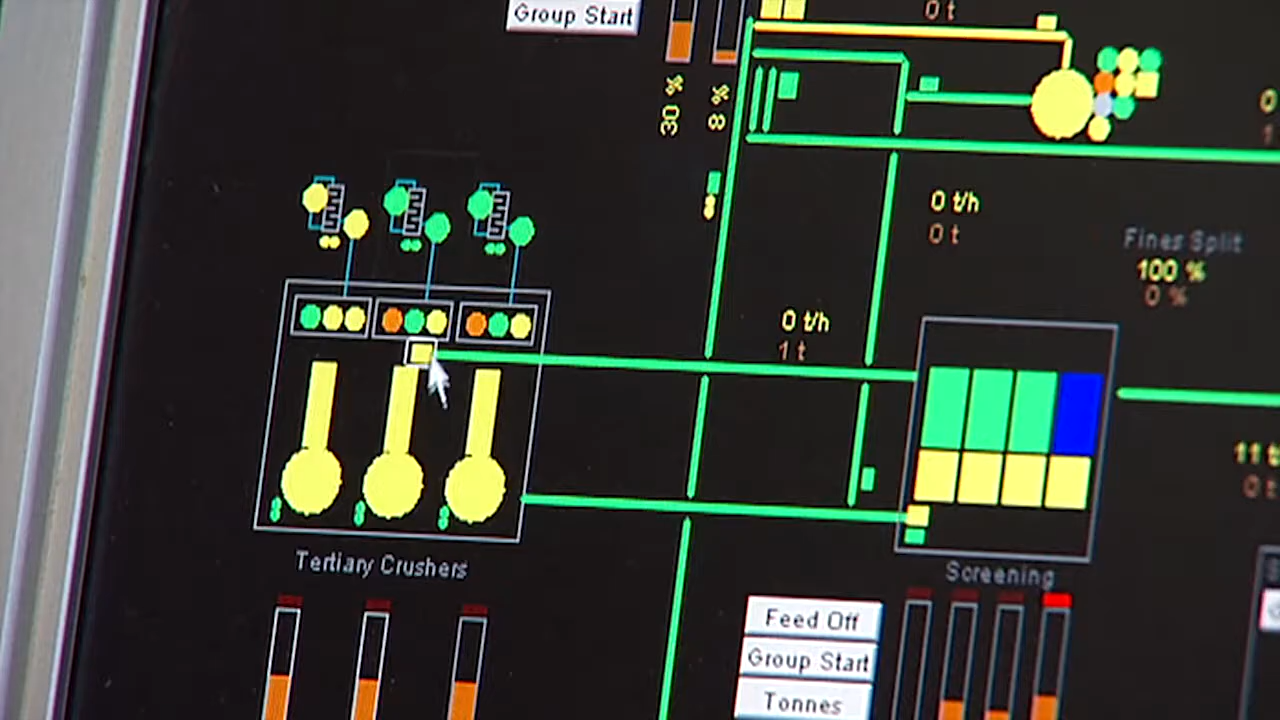 Group Start
0 t
30 %
8 %
0 t/h
0 t
Fines Split
100 %
0 %
0 t/h
1 t
Tertiary Crushers
Screening
Feed Off
Group Start
Tonnes